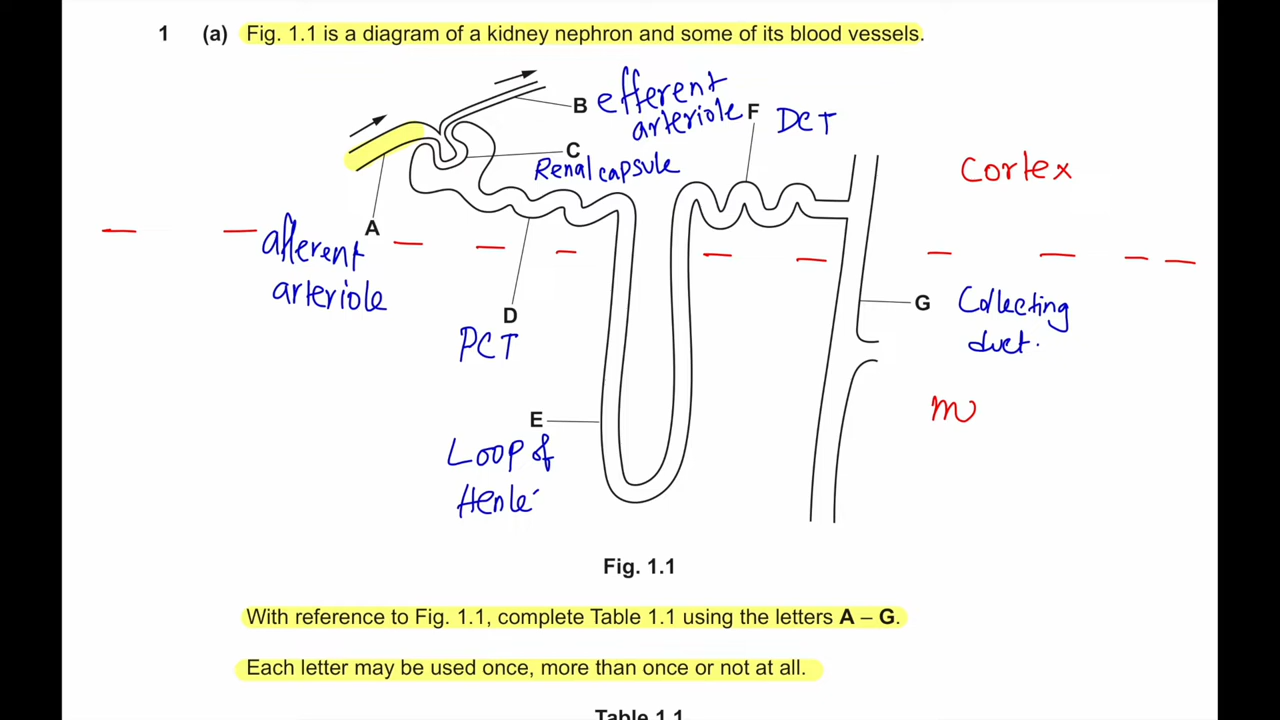 1 (a) Fig. 1.1 is a diagram of a kidney nephron and some of its blood vessels.
B efferent
arteriole
F DCT
C
Renal capsule
cortex
A
afferent
arteriole
D
PCT
G Collecting
duct.
m
E
Loop of
Henle
Fig. 1.1
With reference to Fig. 1.1, complete Table 1.1 using the letters A – G.
Each letter may be used once, more than once or not at all.
Table 1.1